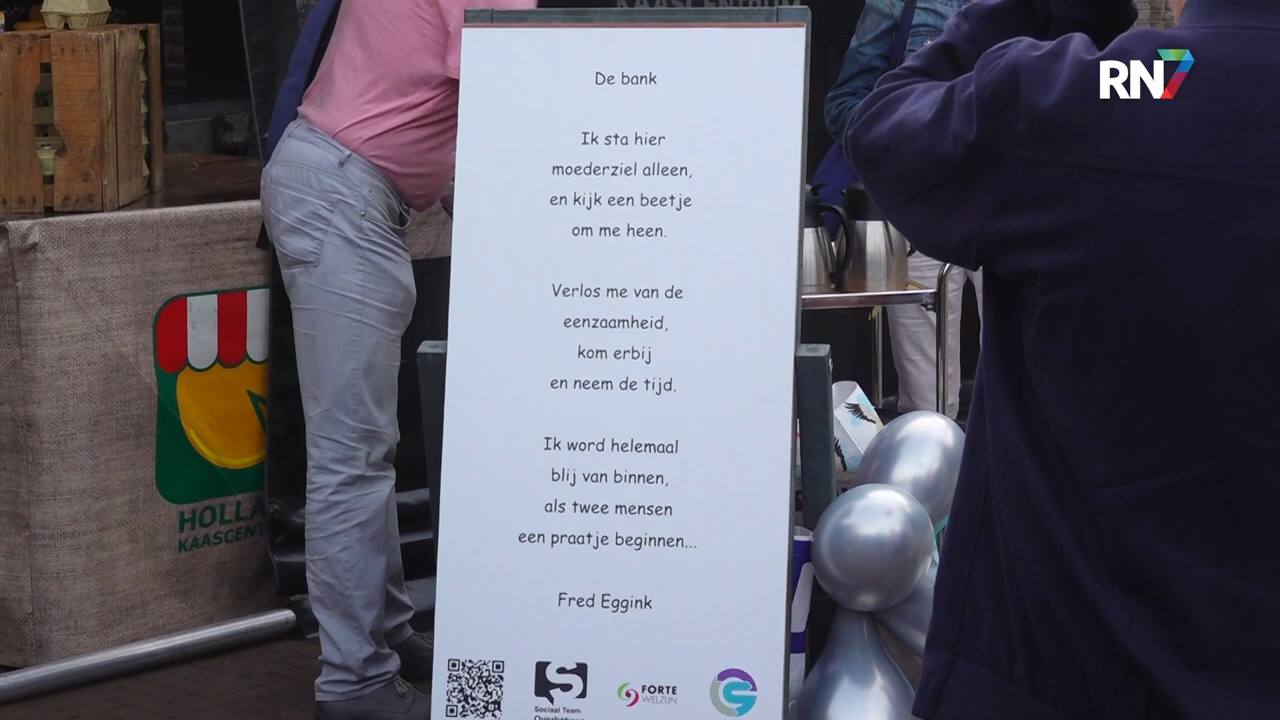 KAASCENTRUM
RN7
De bank
Ik sta hier
moederziel alleen,
en kijk een beetje
om me heen.
Verlos me van de
eenzaamheid,
kom erbij
en neem de tijd.
Ik word helemaal
blij van binnen,
als twee mensen
een praatje beginnen...
Fred Eggink
HOLLA
KAASCENT
S
Sociaal Team
Overbetuwe
FORTE
WELZIJN